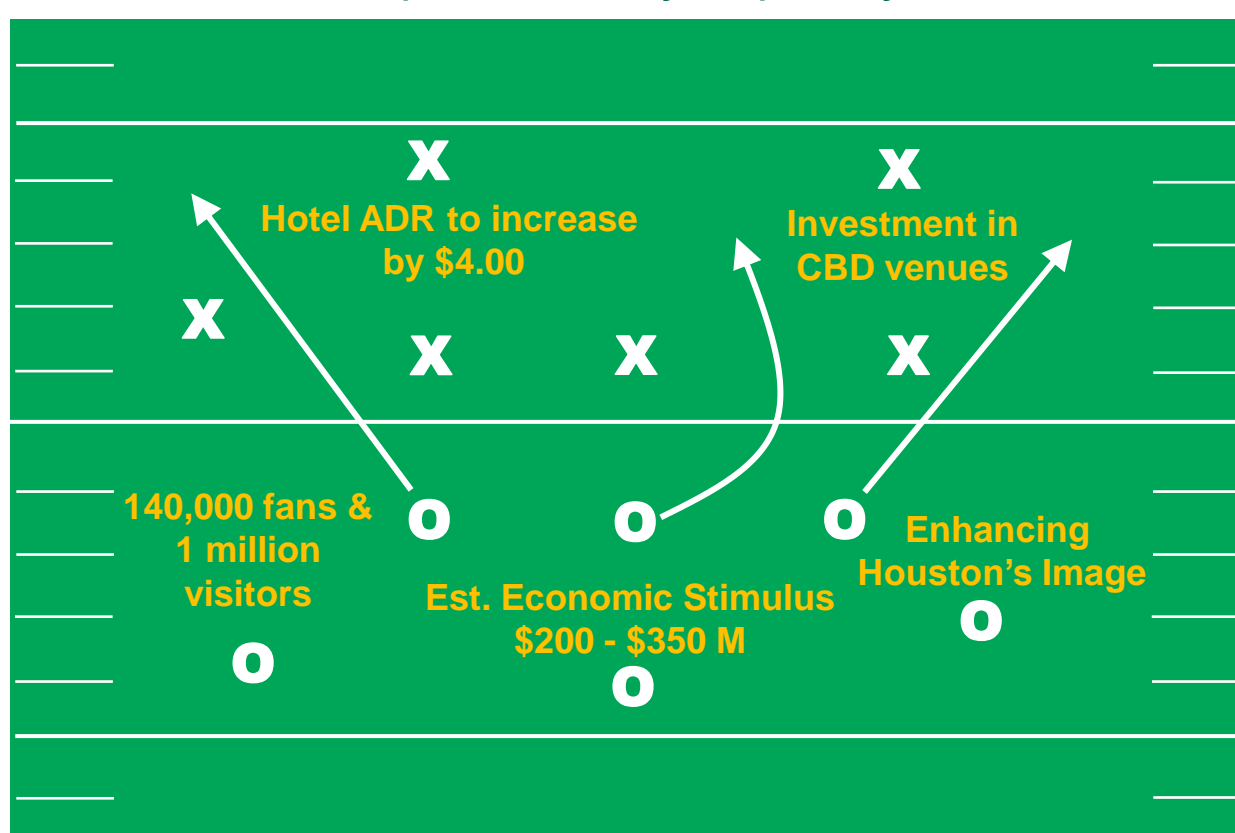 X
X
Hotel ADR to increase
by $4.00
Investment in
CBD venues
X
X
X
X
140,000 fans &
1 million
visitors
O
O
O
Enhancing
Houston’s Image
Est. Economic Stimulus
$200 - $350 M
O
O
O